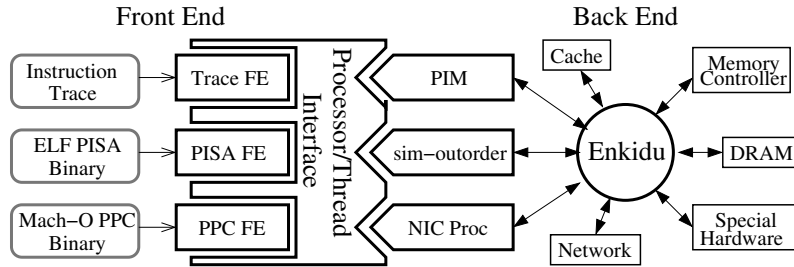 Front End
Back End
Instruction
Trace
Trace FE
ELF PISA
Binary
PISA FE
Mach−O PPC
Binary
PPC FE
Processor/Thread
Interface
PIM
sim−outorder
NIC Proc
Enkidu
Cache
Memory
Controller
DRAM
Special
Hardware
Network